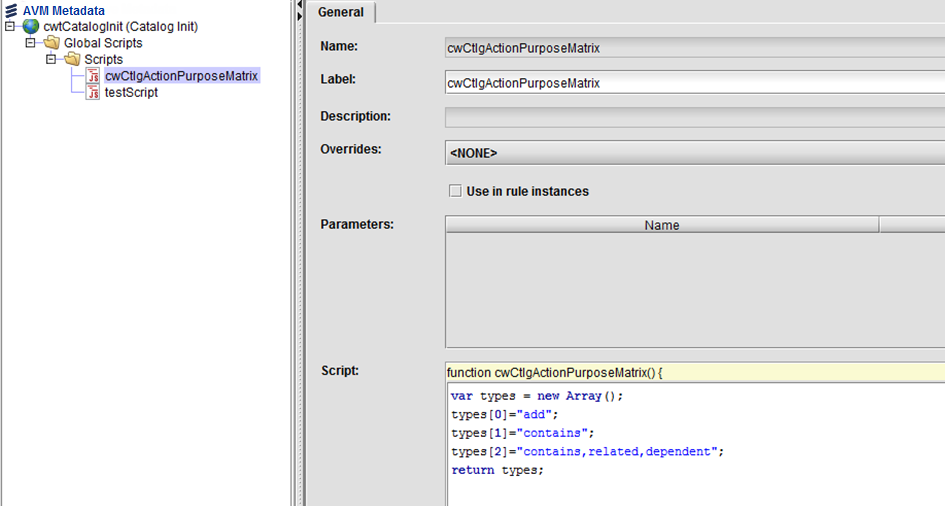 AVM Metadata
cwtCatalogInit (Catalog Init)
Global Scripts
Scripts
JS cwCtlgActionPurposeMatrix
JS testScript
General
Name: cwCtlgActionPurposeMatrix
Label: cwCtlgActionPurposeMatrix
Description:
Overrides: <NONE>
Use in rule instances
Parameters: Name
Script: function cwCtlgActionPurposeMatrix() {
var types = new Array();
types[0]="add";
types[1]="contains";
types[2]="contains,related,dependent";
return types;